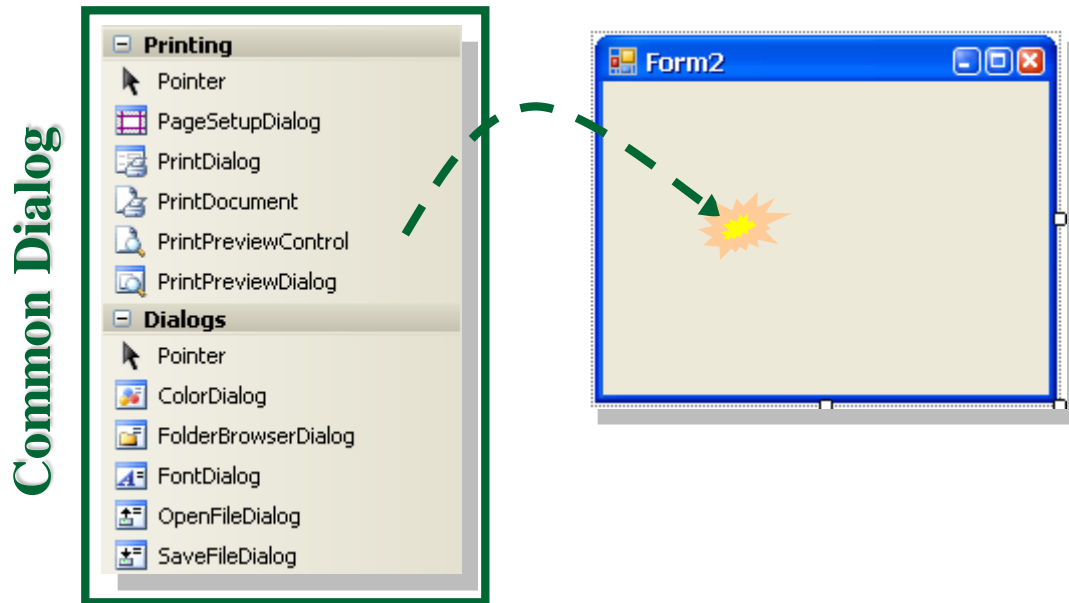 Common Dialog
Printing
Pointer
PageSetupDialog
PrintDialog
PrintDocument
PrintPreviewControl
PrintPreviewDialog
Dialogs
Pointer
ColorDialog
FolderBrowserDialog
FontDialog
OpenFileDialog
SaveFileDialog
Form2